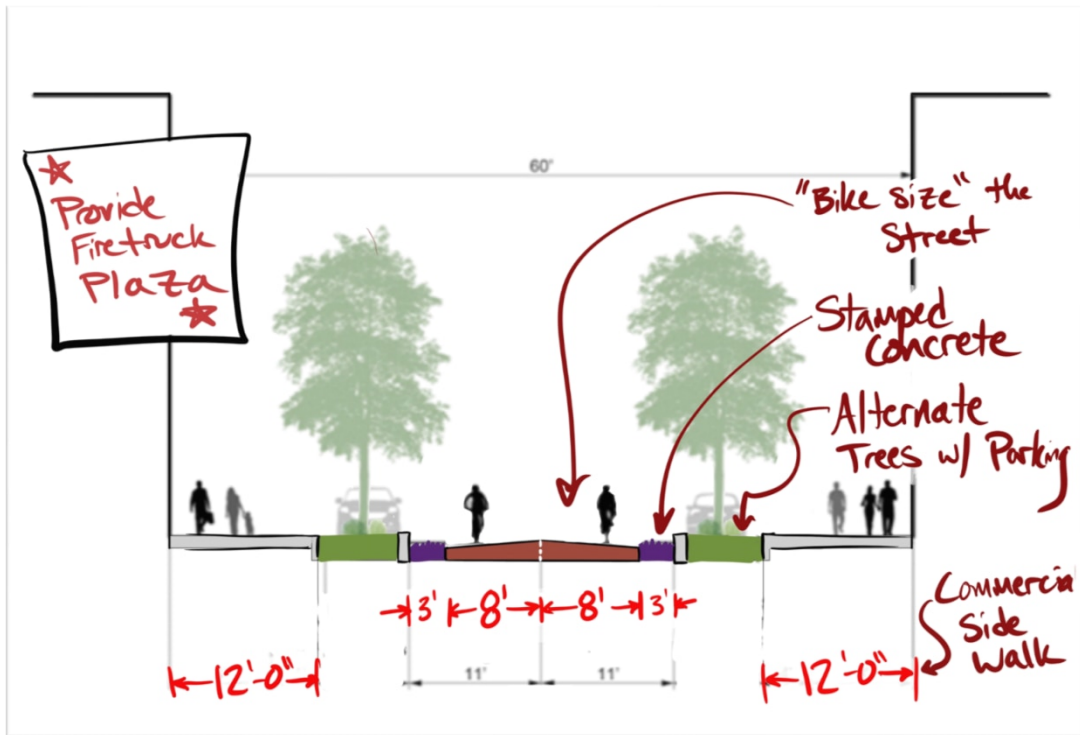 60'
Provide
Firetruck
Plaza
"Bike size" the
Street
Stamped
Concrete
Alternate
Trees w/ Parking
3' 8' 8' 3'
Commercia
Side
Walk
12'-0" 11' 11' 12'-0"